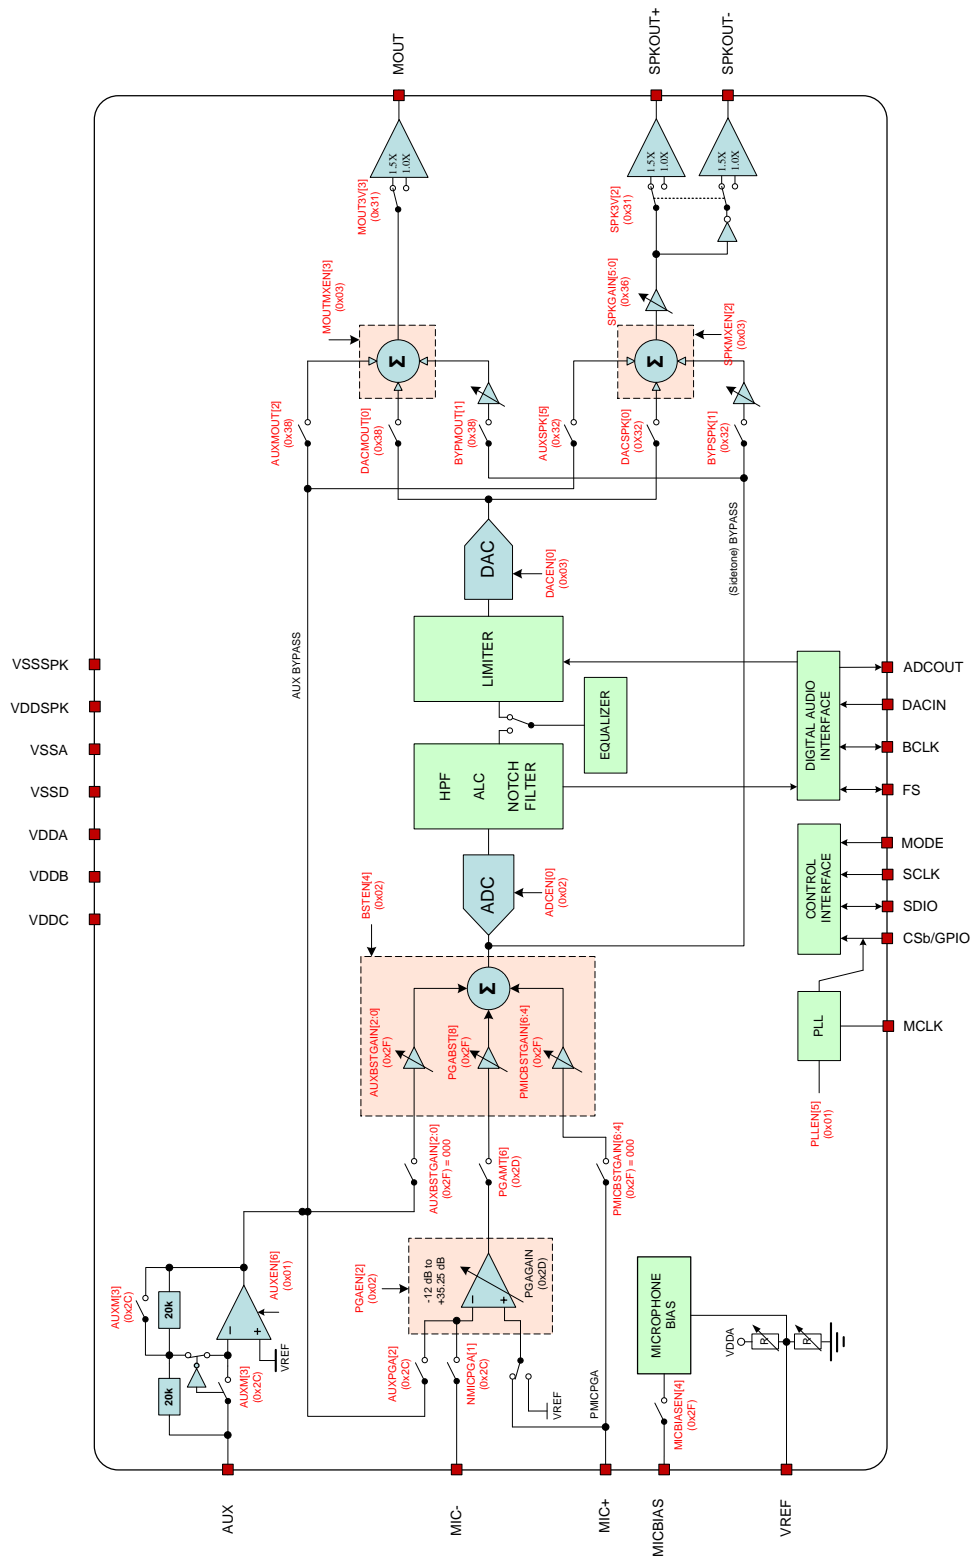 MOUT
SPKOUT+
SPKOUT-
1.5X
1.0X
1.5X
1.0X
1.5X
1.0X
MOUT3V[3]
(0x31)
SPK3V[2]
(0x31)
MOUTMXEN[3]
(0x03)
SPKGAIN[5:0]
(0x36)
SPKMXEN[2]
(0x03)
Σ
Σ
AUXMOUT[2]
(0x38)
DACMOUT[0]
(0x38)
BYPMOUT[1]
(0x38)
AUXSPK[5]
(0x32)
DACSPK[0]
(0X32)
BYPSPK[1]
(0x32)
DAC
DACEN[0]
(0x03)
(Sidetone) BYPASS
AUX BYPASS
LIMITER
EQUALIZER
HPF
ALC
NOTCH
FILTER
ADC
ADCEN[0]
(0x02)
BSTEN[4]
(0x02)
Σ
AUXBSTGAIN[2:0]
(0x2F)
PGABST[8]
(0x2F)
PMICBSTGAIN[6:4]
(0x2F)
AUXBSTGAIN[2:0]
(0x2F) = 000
PGAMT[6]
(0x2D)
PMICBSTGAIN[6:4]
(0x2F) = 000
PGAEN[2]
(0x02)
-12 dB to
+35.25 dB
PGAGAIN
(0x2D)
−
+
AUXPGA[2]
(0x2C)
NMICPGA[1]
(0x2C)
VREF
PMICPGA
AUXM[3]
(0x2C)
20k
20k
AUXEN[6]
(0x01)
−
+
VREF
AUXM[3]
(0x2C)
MICROPHONE
BIAS
MICBIASEN[4]
(0x2F)
VDDA
R
R
VSSSPK
VDDSPK
VSSA
VSSD
VDDA
VDDB
VDDC
DIGITAL AUDIO
INTERFACE
ADCOUT
DACIN
BCLK
FS
CONTROL
INTERFACE
MODE
SCLK
SDIO
CSb/GPIO
PLL
MCLK
PLLEN[5]
(0x01)
AUX
MIC-
MIC+
MICBIAS
VREF